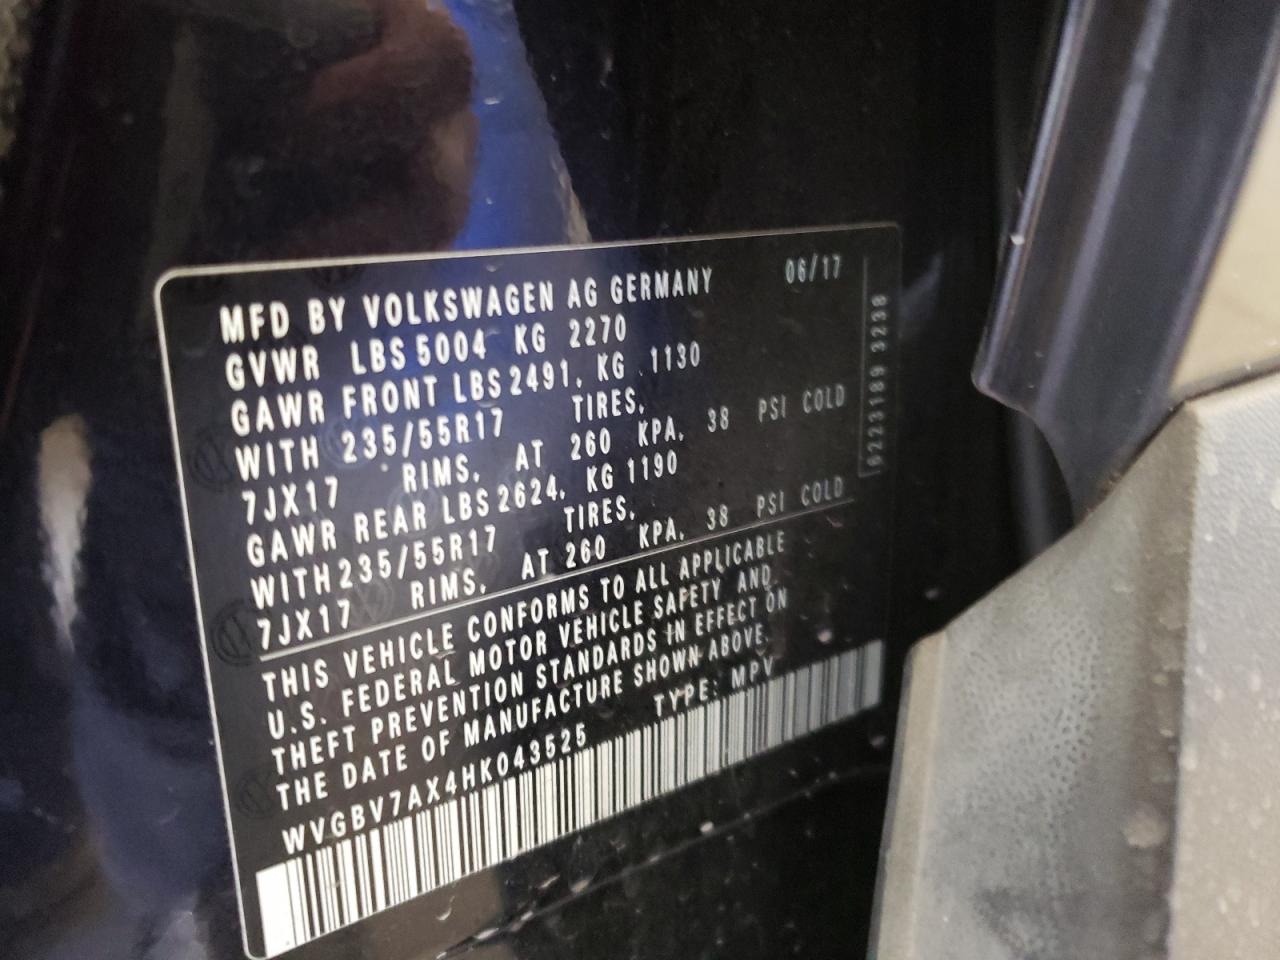 MFD BY VOLKSWAGEN AG GERMANY 06/17
GVWR LBS 5004 KG 2270
GAWR FRONT LBS 2491. KG 1130
WITH 235/55R17 TIRES.
7JX17 RIMS. AT 260 KPA. 38 PSI COLD
GAWR REAR LBS 2624. KG 1190
WITH 235/55R17 TIRES.
7JX17 RIMS. AT 260 KPA. 38 PSI COLD
THIS VEHICLE CONFORMS TO ALL APPLICABLE
U.S. FEDERAL MOTOR VEHICLE SAFETY AND
THEFT PREVENTION STANDARDS IN EFFECT ON
THE DATE OF MANUFACTURE SHOWN ABOVE.
WVGBV7AX4HK043525 TYPE: MPV